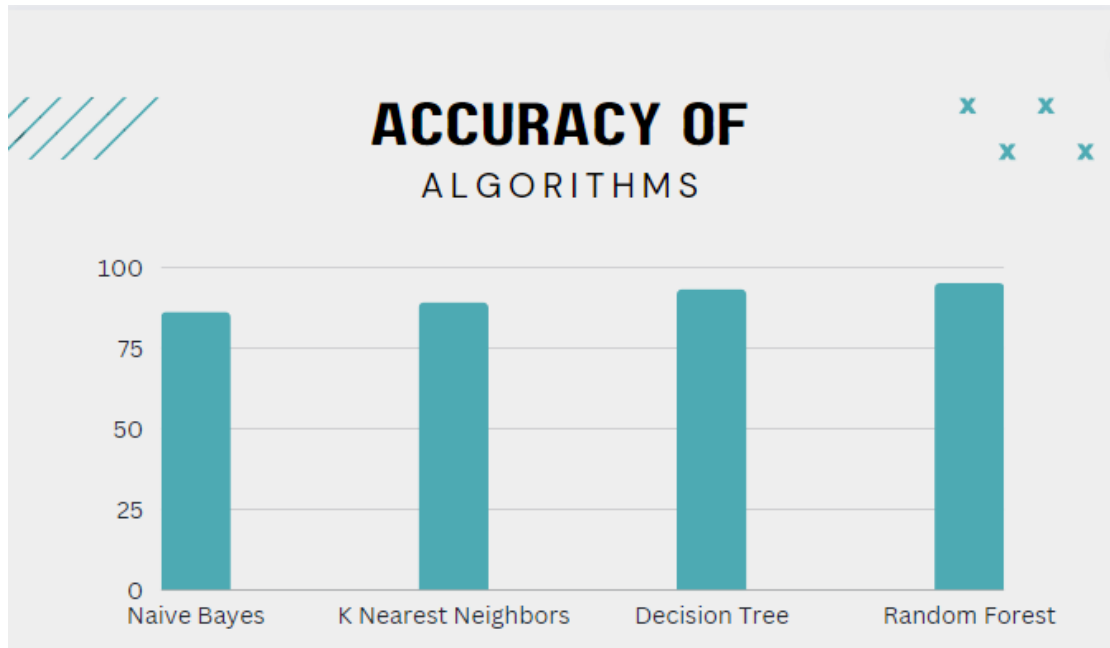 ACCURACY OF
ALGORITHMS
100
75
50
25
0
Naive Bayes K Nearest Neighbors Decision Tree Random Forest